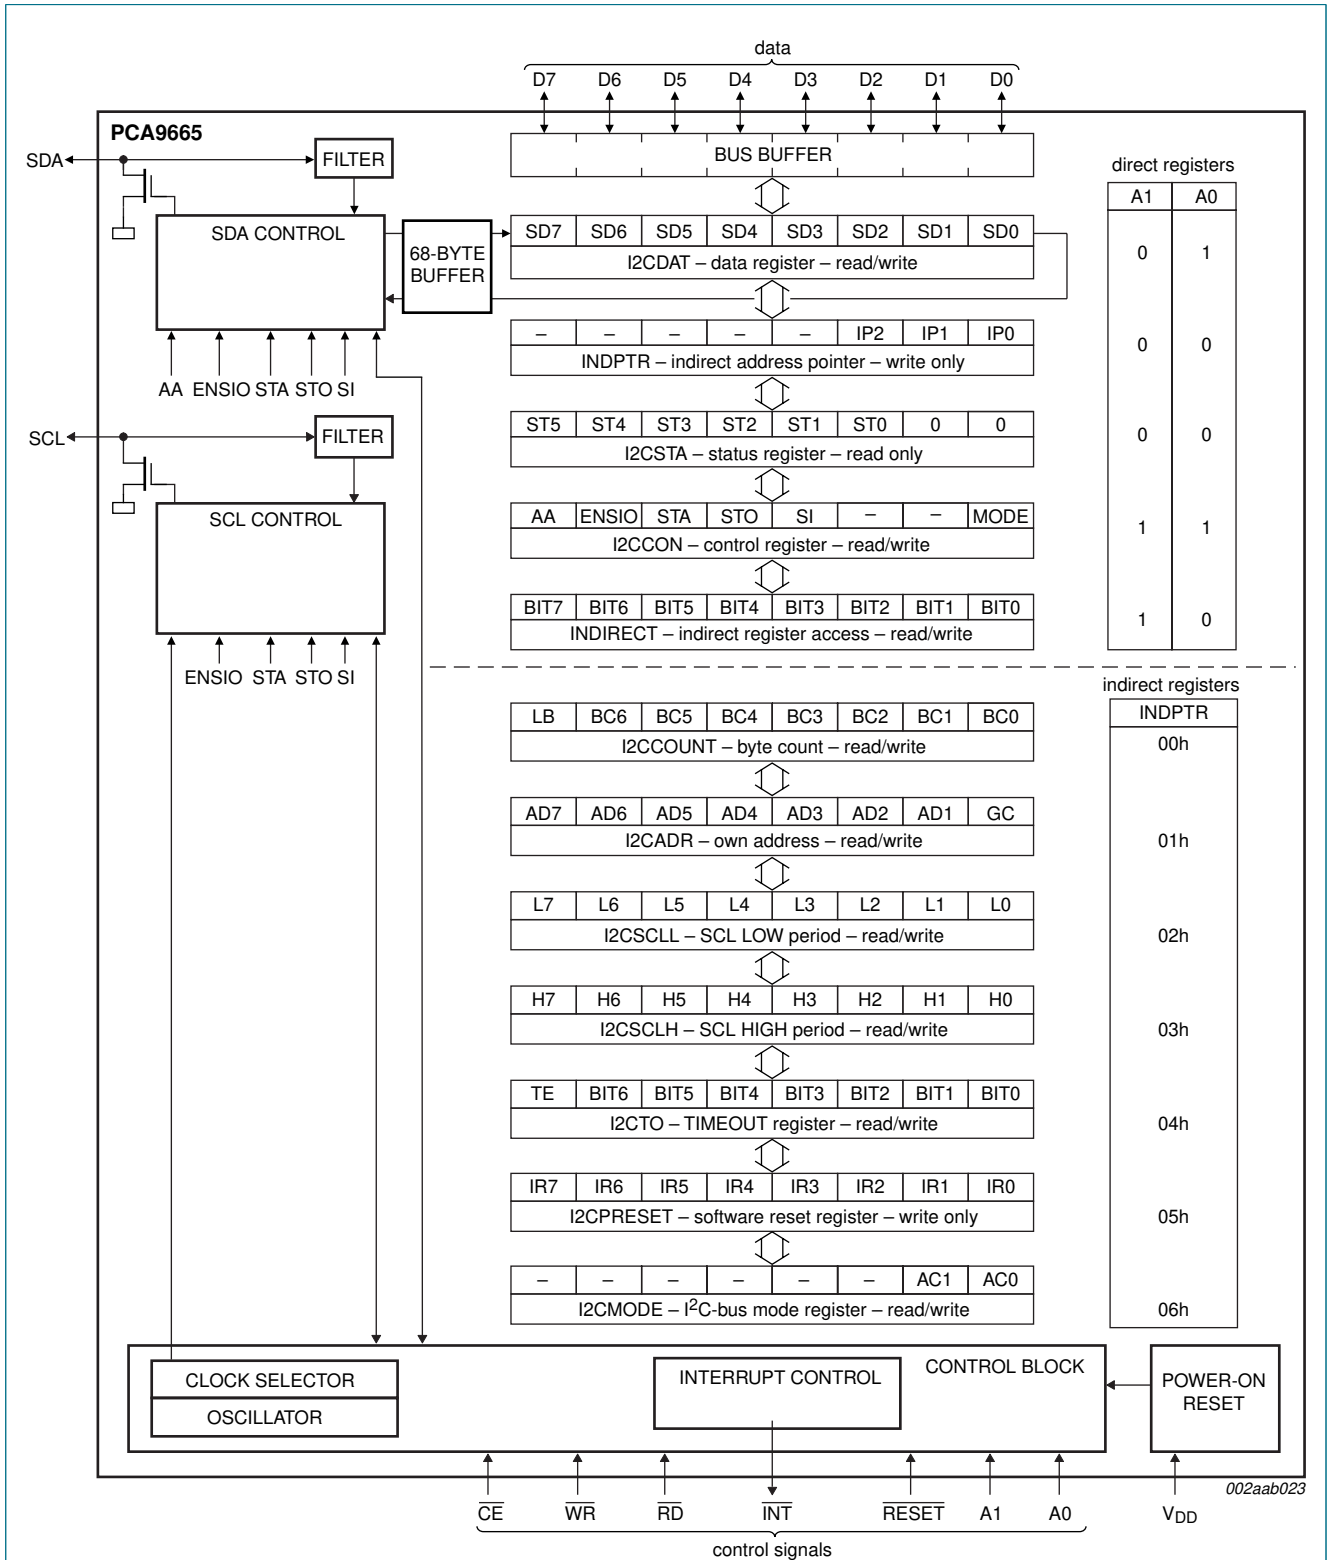 data
D7 D6 D5 D4 D3 D2 D1 D0
PCA9665
BUS BUFFER
SDA
FILTER
SDA CONTROL
68-BYTE
BUFFER
AA ENSIO STA STO SI
SCL
FILTER
SCL CONTROL
ENSIO STA STO SI
direct registers
A1 A0
SD7 SD6 SD5 SD4 SD3 SD2 SD1 SD0
I2CDAT – data register – read/write
0 1
– – – – – IP2 IP1 IP0
INDPTR – indirect address pointer – write only
0 0
ST5 ST4 ST3 ST2 ST1 ST0 0 0
I2CSTA – status register – read only
0 0
AA ENSIO STA STO SI – – MODE
I2CCON – control register – read/write
1 1
BIT7 BIT6 BIT5 BIT4 BIT3 BIT2 BIT1 BIT0
INDIRECT – indirect register access – read/write
1 0
indirect registers
INDPTR
LB BC6 BC5 BC4 BC3 BC2 BC1 BC0
I2CCOUNT – byte count – read/write
00h
AD7 AD6 AD5 AD4 AD3 AD2 AD1 GC
I2CADR – own address – read/write
01h
L7 L6 L5 L4 L3 L2 L1 L0
I2CSCLL – SCL LOW period – read/write
02h
H7 H6 H5 H4 H3 H2 H1 H0
I2CSCLH – SCL HIGH period – read/write
03h
TE BIT6 BIT5 BIT4 BIT3 BIT2 BIT1 BIT0
I2CTO – TIMEOUT register – read/write
04h
IR7 IR6 IR5 IR4 IR3 IR2 IR1 IR0
I2CPRESET – software reset register – write only
05h
– – – – – – AC1 AC0
I2CMODE – I²C-bus mode register – read/write
06h
CLOCK SELECTOR
OSCILLATOR
INTERRUPT CONTROL
CONTROL BLOCK
POWER-ON
RESET
002aab023
C̅E̅ W̅R̅ R̅D̅ I̅N̅T̅ R̅E̅S̅E̅T̅ A1 A0 VDD
control signals